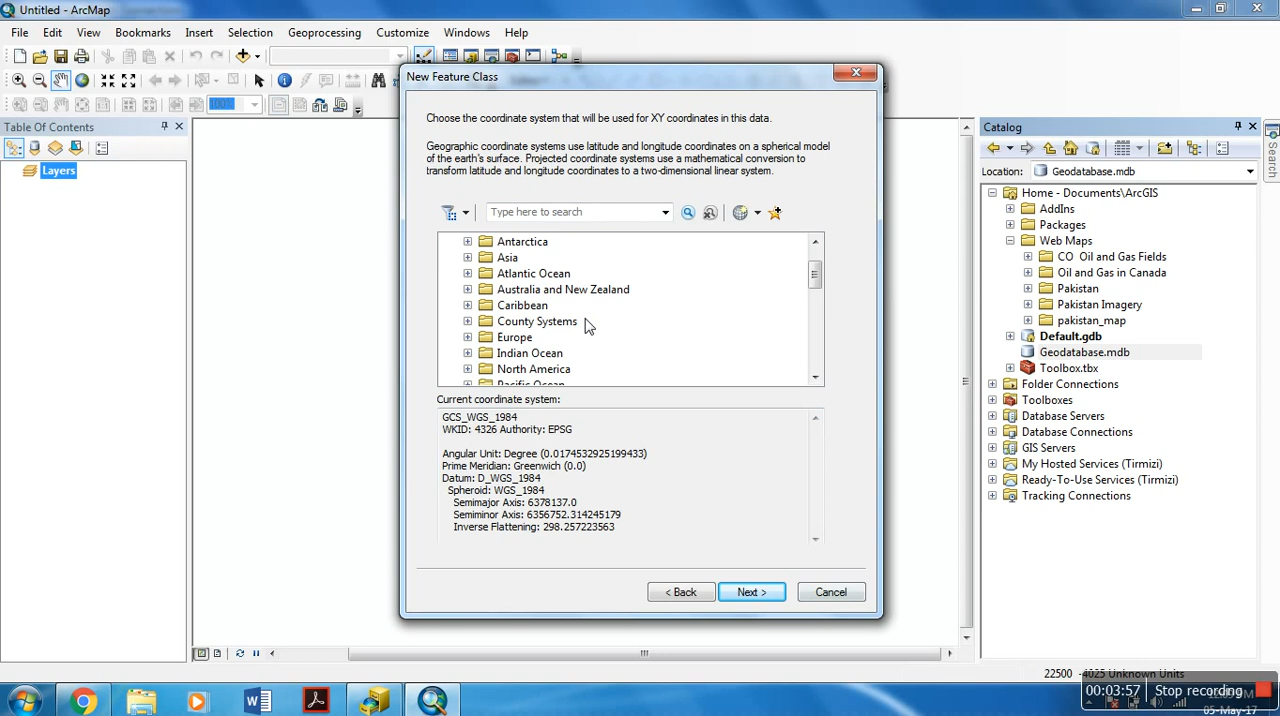 Untitled - ArcMap
File Edit View Bookmarks Insert Selection Geoprocessing Customize Windows Help
New Feature Class
100%
Table Of Contents
Layers
Choose the coordinate system that will be used for XY coordinates in this data.
Geographic coordinate systems use latitude and longitude coordinates on a spherical model
of the earth's surface. Projected coordinate systems use a mathematical conversion to
transform latitude and longitude coordinates to a two-dimensional linear system.
Type here to search
Antarctica
Asia
Atlantic Ocean
Australia and New Zealand
Caribbean
County Systems
Europe
Indian Ocean
North America
Pacific Ocean
Current coordinate system:
GCS_WGS_1984
WKID: 4326 Authority: EPSG
Angular Unit: Degree (0.0174532925199433)
Prime Meridian: Greenwich (0.0)
Datum: D_WGS_1984
Spheroid: WGS_1984
Semimajor Axis: 6378137.0
Semiminor Axis: 6356752.314245179
Inverse Flattening: 298.257223563
< Back Next > Cancel
Catalog
Location: Geodatabase.mdb
Home - Documents\ArcGIS
AddIns
Packages
Web Maps
CO Oil and Gas Fields
Oil and Gas in Canada
Pakistan
Pakistan Imagery
pakistan_map
Default.gdb
Geodatabase.mdb
Toolbox.tbx
Folder Connections
Toolboxes
Database Servers
Database Connections
GIS Servers
My Hosted Services (Tirmizi)
Ready-To-Use Services (Tirmizi)
Tracking Connections
Search
22500 -4025 Unknown Units
00:03:57 Stop recording
05-May-17